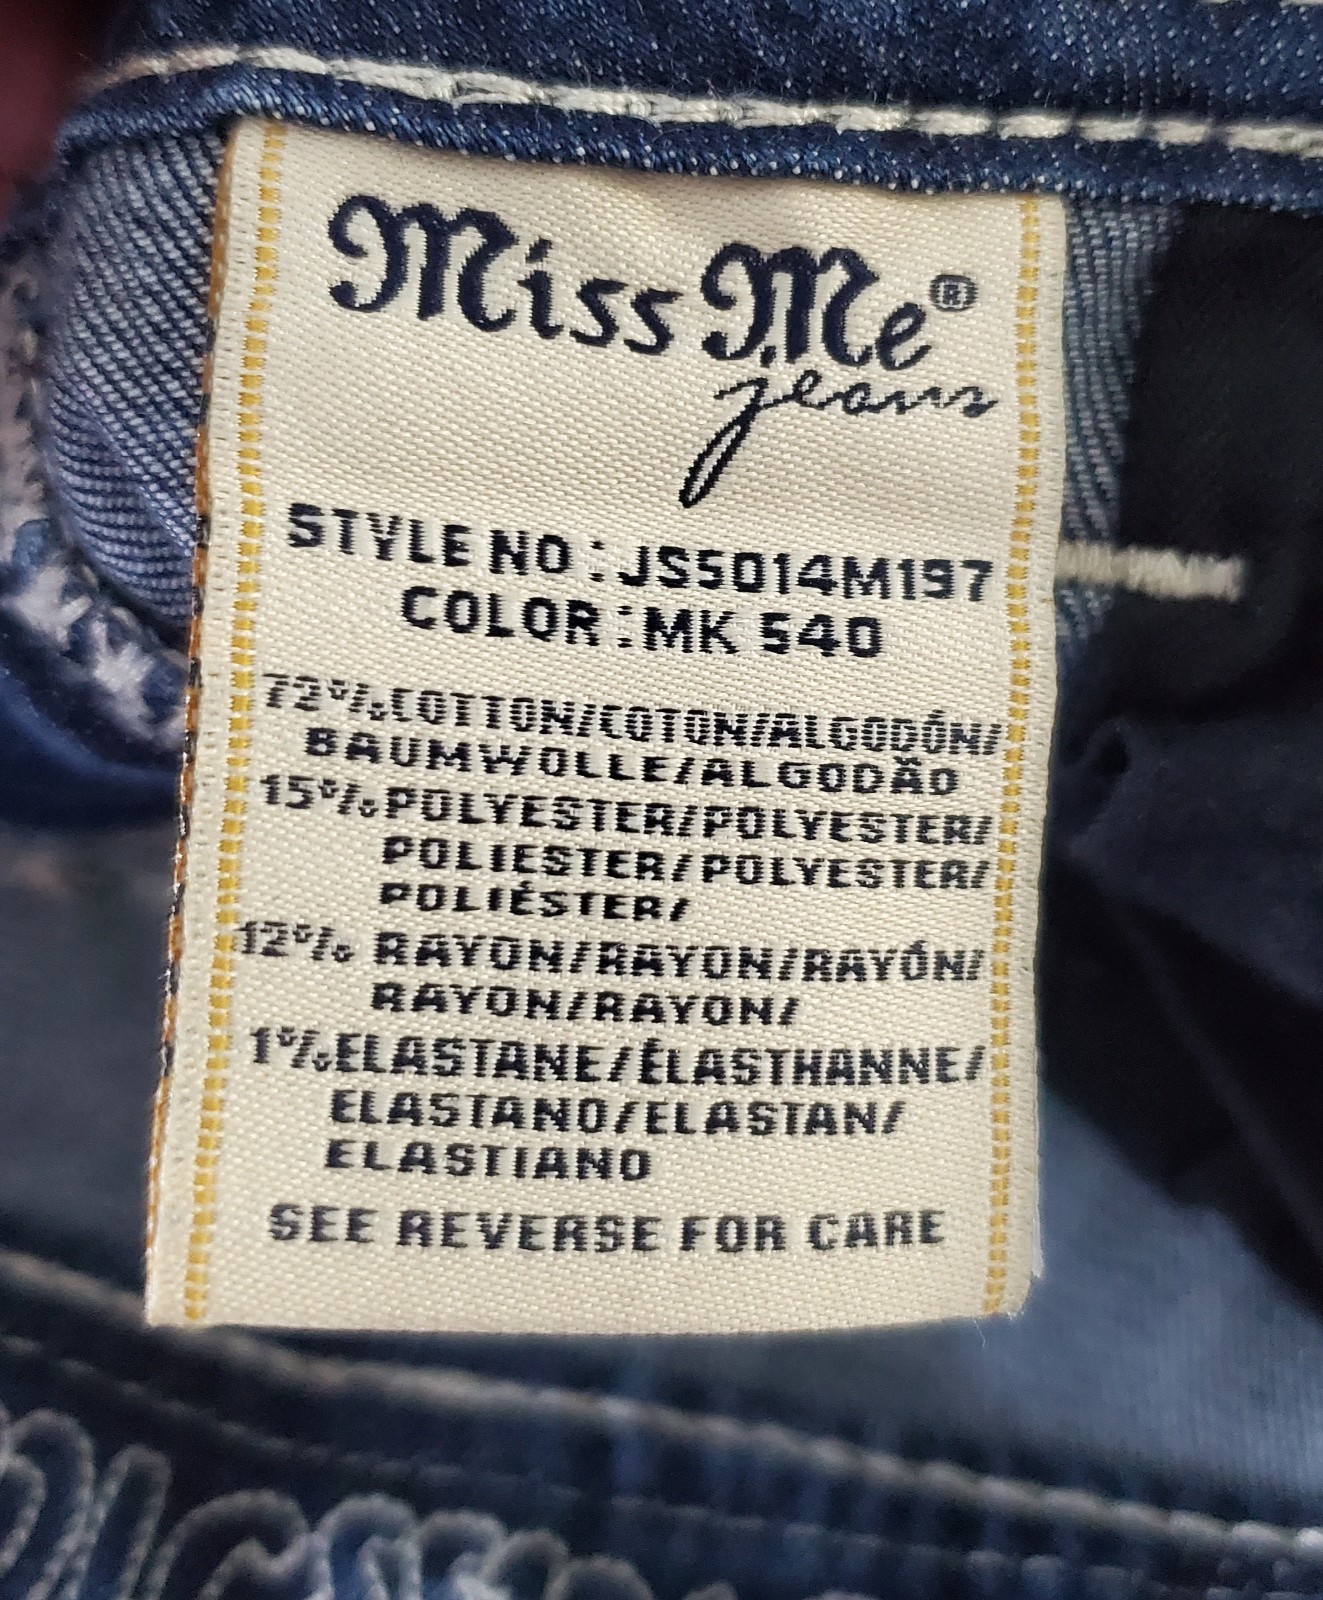 Miss Me®
jeans
STYLE NO : JS5014M197
COLOR : MK 540
72%COTTON/COTON/ALGODÓN/
BAUMWOLLE/ALGODÃO
15%POLYESTER/POLYESTER/
POLIESTER/POLYESTER/
POLIÉSTER/
12% RAYON/RAYON/RAYÓN/
RAYON/RAYON/
1%ELASTANE/ÉLASTHANNE/
ELASTANO/ELASTAN/
ELASTIANO
SEE REVERSE FOR CARE